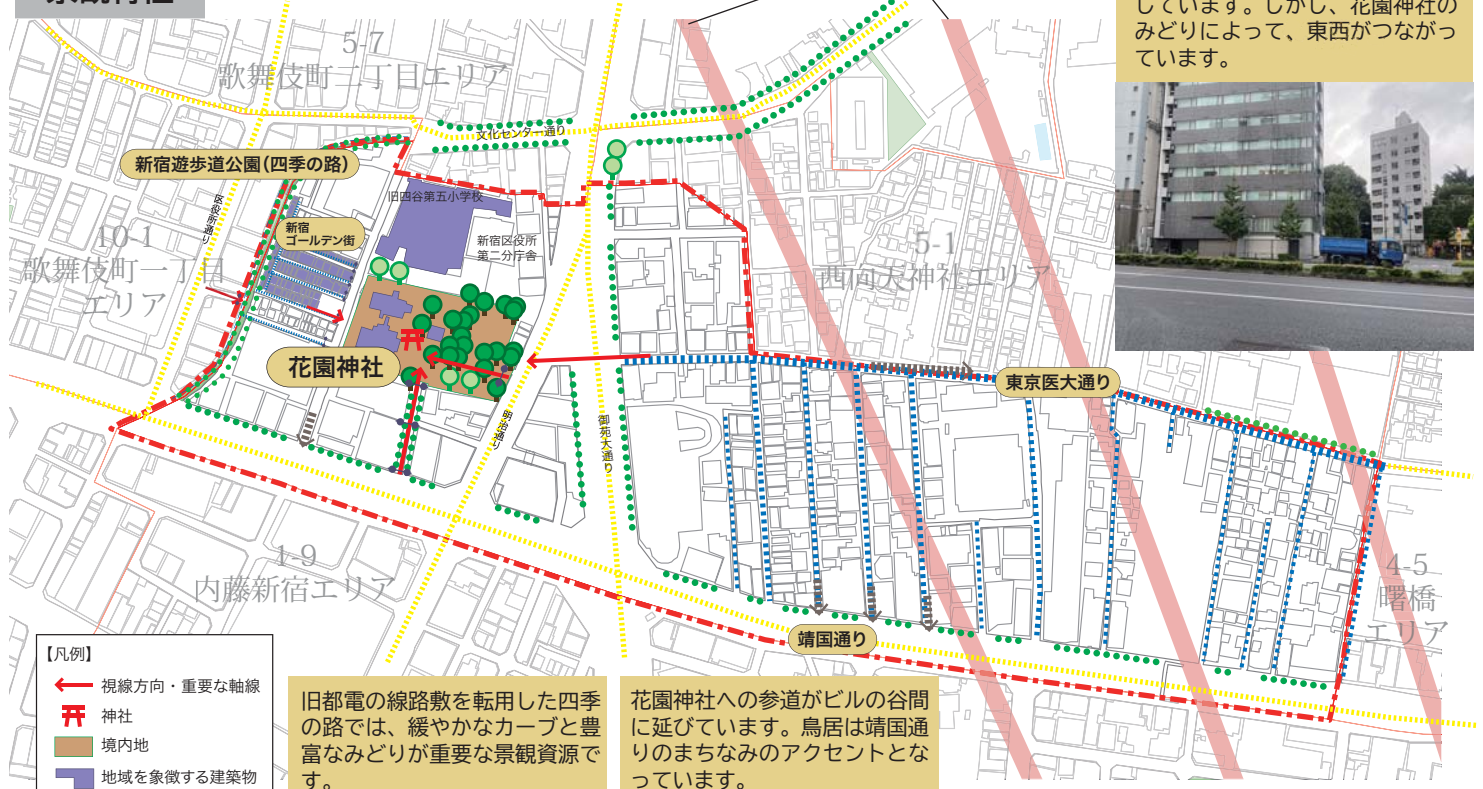 しています。しかし、花園神社の
みどりによって、東西がつながっ
ています。
5-7
歌舞伎町二丁目エリア
文化センター通り
新宿遊歩道公園(四季の路)
旧四谷第五小学校
区役所通り
新宿
ゴールデン街
新宿区役所
第二分庁舎
10-1
歌舞伎町一丁目
エリア
5-1
西向天神社エリア
花園神社
東京医大通り
明治通り
御苑大通り
1-9
内藤新宿エリア
4-5
曙橋
エリア
靖国通り
【凡例】
視線方向・重要な軸線
神社
境内地
地域を象徴する建築物
旧都電の線路敷を転用した四季
の路では、緩やかなカーブと豊
富なみどりが重要な景観資源で
す。
花園神社への参道がビルの谷間
に延びています。鳥居は靖国通
りのまちなみのアクセントとな
っています。